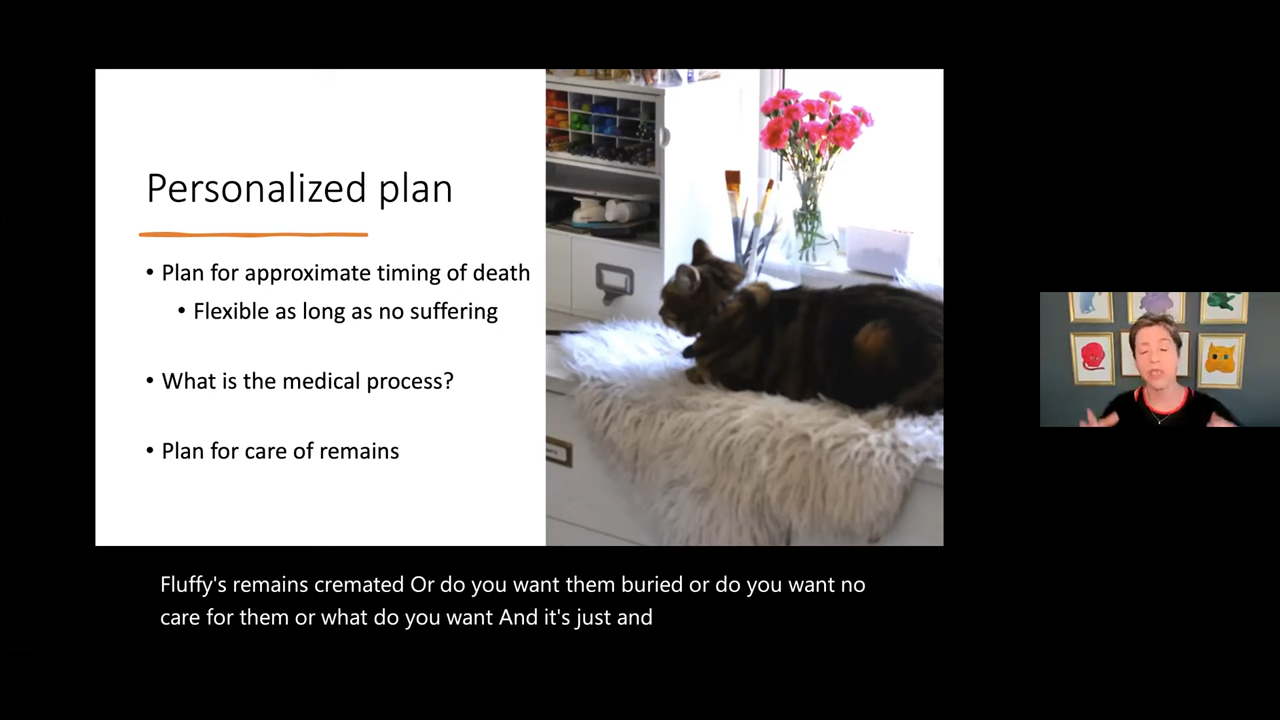 Personalized plan
• Plan for approximate timing of death
• Flexible as long as no suffering
• What is the medical process?
• Plan for care of remains
Fluffy's remains cremated Or do you want them buried or do you want no
care for them or what do you want And it's just and